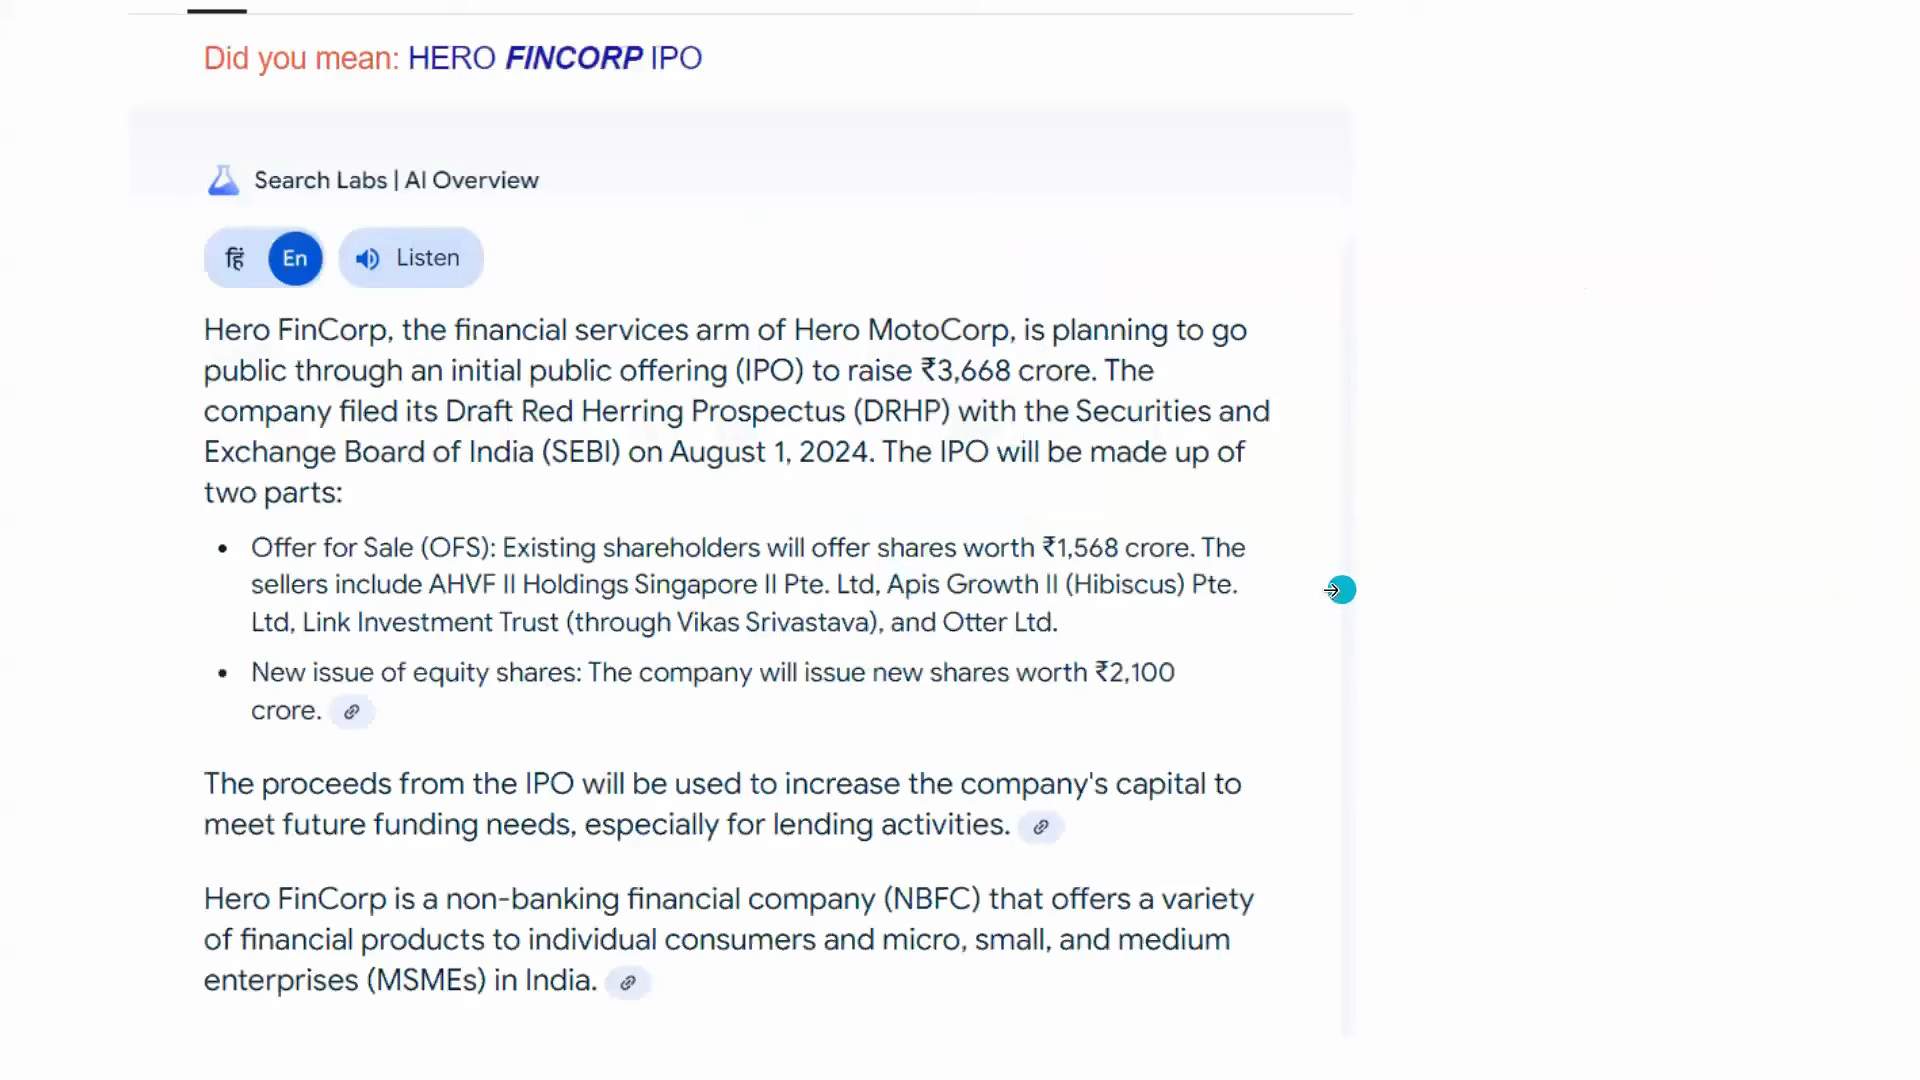 Did you mean: HERO FINCORP IPO
Search Labs | AI Overview
हिं En Listen
Hero FinCorp, the financial services arm of Hero MotoCorp, is planning to go
public through an initial public offering (IPO) to raise ₹3,668 crore. The
company filed its Draft Red Herring Prospectus (DRHP) with the Securities and
Exchange Board of India (SEBI) on August 1, 2024. The IPO will be made up of
two parts:
• Offer for Sale (OFS): Existing shareholders will offer shares worth ₹1,568 crore. The
sellers include AHVF II Holdings Singapore II Pte. Ltd, Apis Growth II (Hibiscus) Pte.
Ltd, Link Investment Trust (through Vikas Srivastava), and Otter Ltd.
• New issue of equity shares: The company will issue new shares worth ₹2,100
crore.
The proceeds from the IPO will be used to increase the company's capital to
meet future funding needs, especially for lending activities.
Hero FinCorp is a non-banking financial company (NBFC) that offers a variety
of financial products to individual consumers and micro, small, and medium
enterprises (MSMEs) in India.